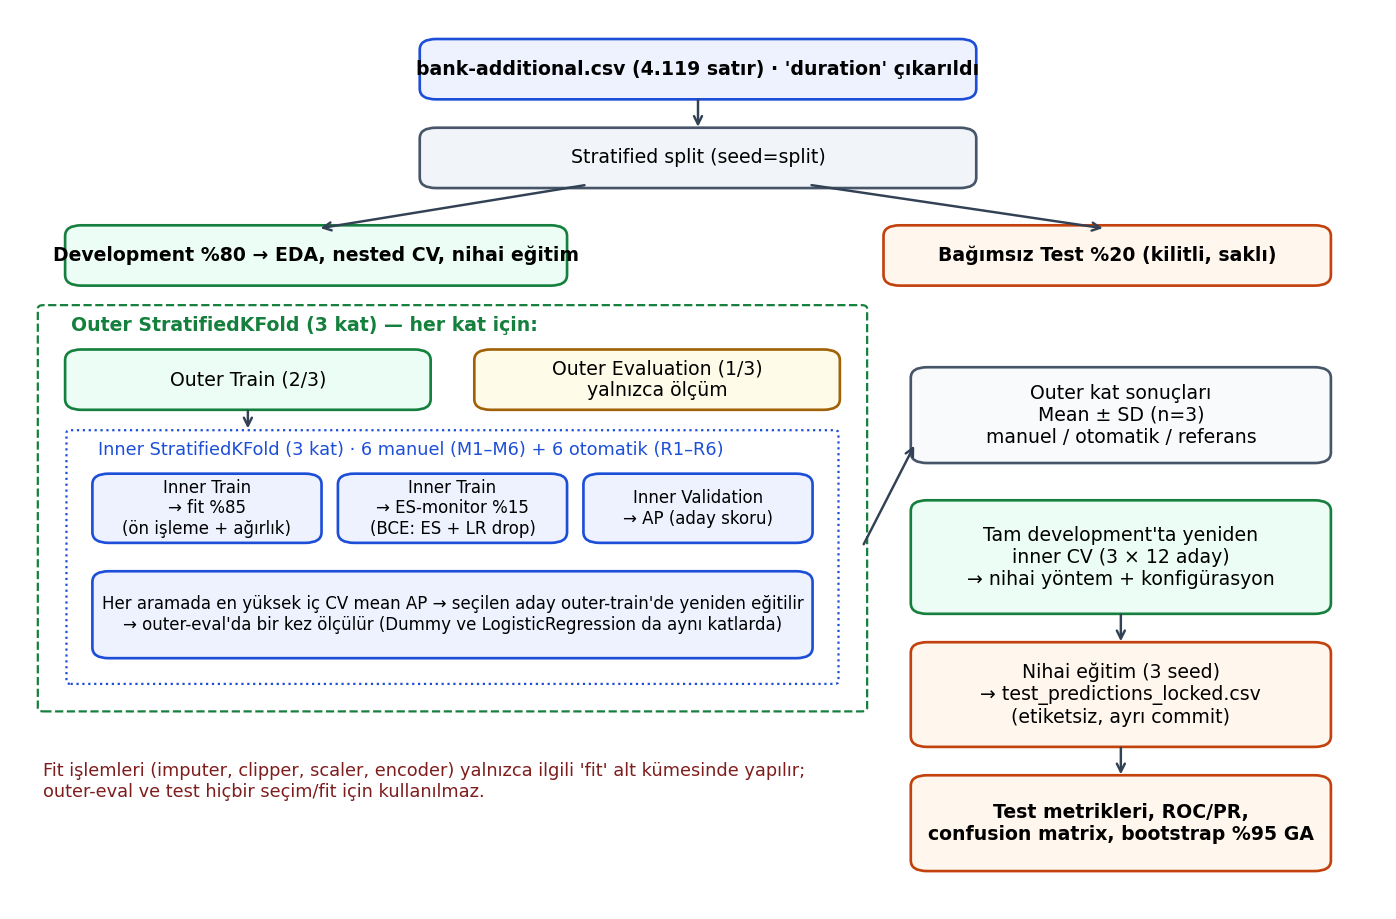 bank-additional.csv (4.119 satır) · 'duration' çıkarıldı
Stratified split (seed=split)
Development %80 → EDA, nested CV, nihai eğitim
Bağımsız Test %20 (kilitli, saklı)
Outer StratifiedKFold (3 kat) — her kat için:
Outer Train (2/3)
Outer Evaluation (1/3)
yalnızca ölçüm
Inner StratifiedKFold (3 kat) · 6 manuel (M1–M6) + 6 otomatik (R1–R6)
Inner Train
→ fit %85
(ön işleme + ağırlık)
Inner Train
→ ES-monitor %15
(BCE: ES + LR drop)
Inner Validation
→ AP (aday skoru)
Her aramada en yüksek iç CV mean AP → seçilen aday outer-train'de yeniden eğitilir
→ outer-eval'da bir kez ölçülür (Dummy ve LogisticRegression da aynı katlarda)
Outer kat sonuçları
Mean ± SD (n=3)
manuel / otomatik / referans
Tam development'ta yeniden
inner CV (3 × 12 aday)
→ nihai yöntem + konfigürasyon
Nihai eğitim (3 seed)
→ test_predictions_locked.csv
(etiketsiz, ayrı commit)
Test metrikleri, ROC/PR,
confusion matrix, bootstrap %95 GA
Fit işlemleri (imputer, clipper, scaler, encoder) yalnızca ilgili 'fit' alt kümesinde yapılır;
outer-eval ve test hiçbir seçim/fit için kullanılmaz.